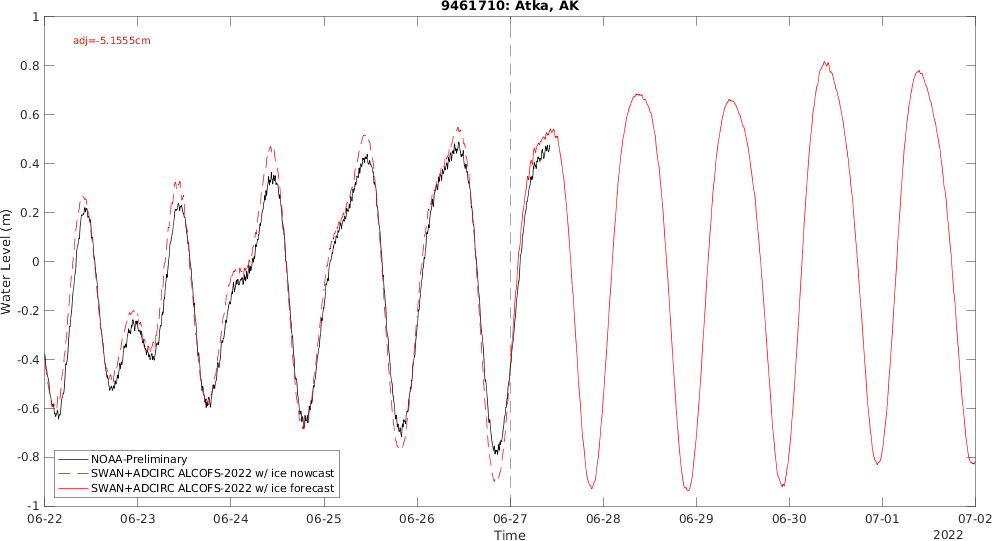 9461710: Atka, AK
adj=-5.1555cm
1
0.8
0.6
0.4
0.2
0
-0.2
-0.4
-0.6
-0.8
-1
Water Level (m)
NOAA-Preliminary
SWAN+ADCIRC ALCOFS-2022 w/ ice nowcast
SWAN+ADCIRC ALCOFS-2022 w/ ice forecast
06-22 06-23 06-24 06-25 06-26 06-27 06-28 06-29 06-30 07-01 07-02
Time
2022